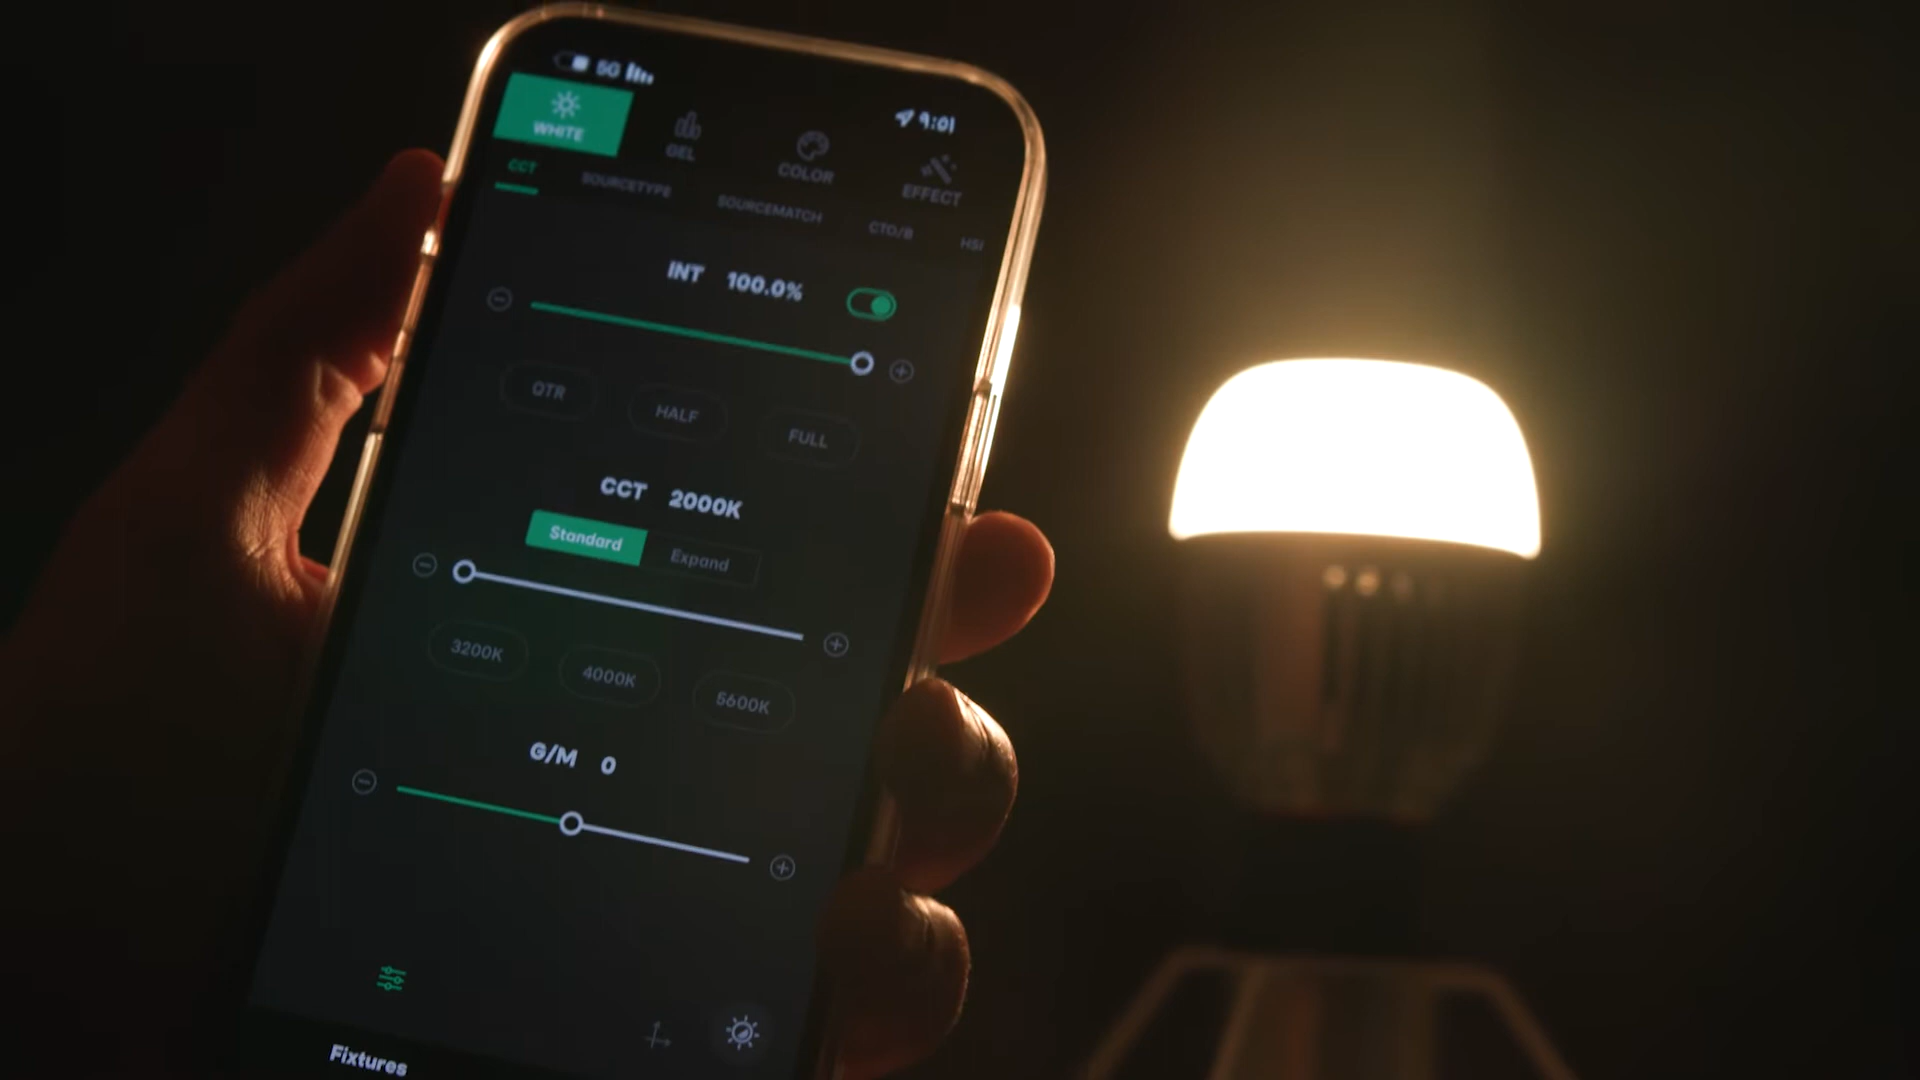 5G
9:01
WHITE GEL COLOR EFFECT
CCT SOURCETYPE SOURCEMATCH CTO/B HSI
INT 100.0%
QTR HALF FULL
CCT 2000K
Standard Expand
3200K 4000K 5600K
G/M 0
Fixtures